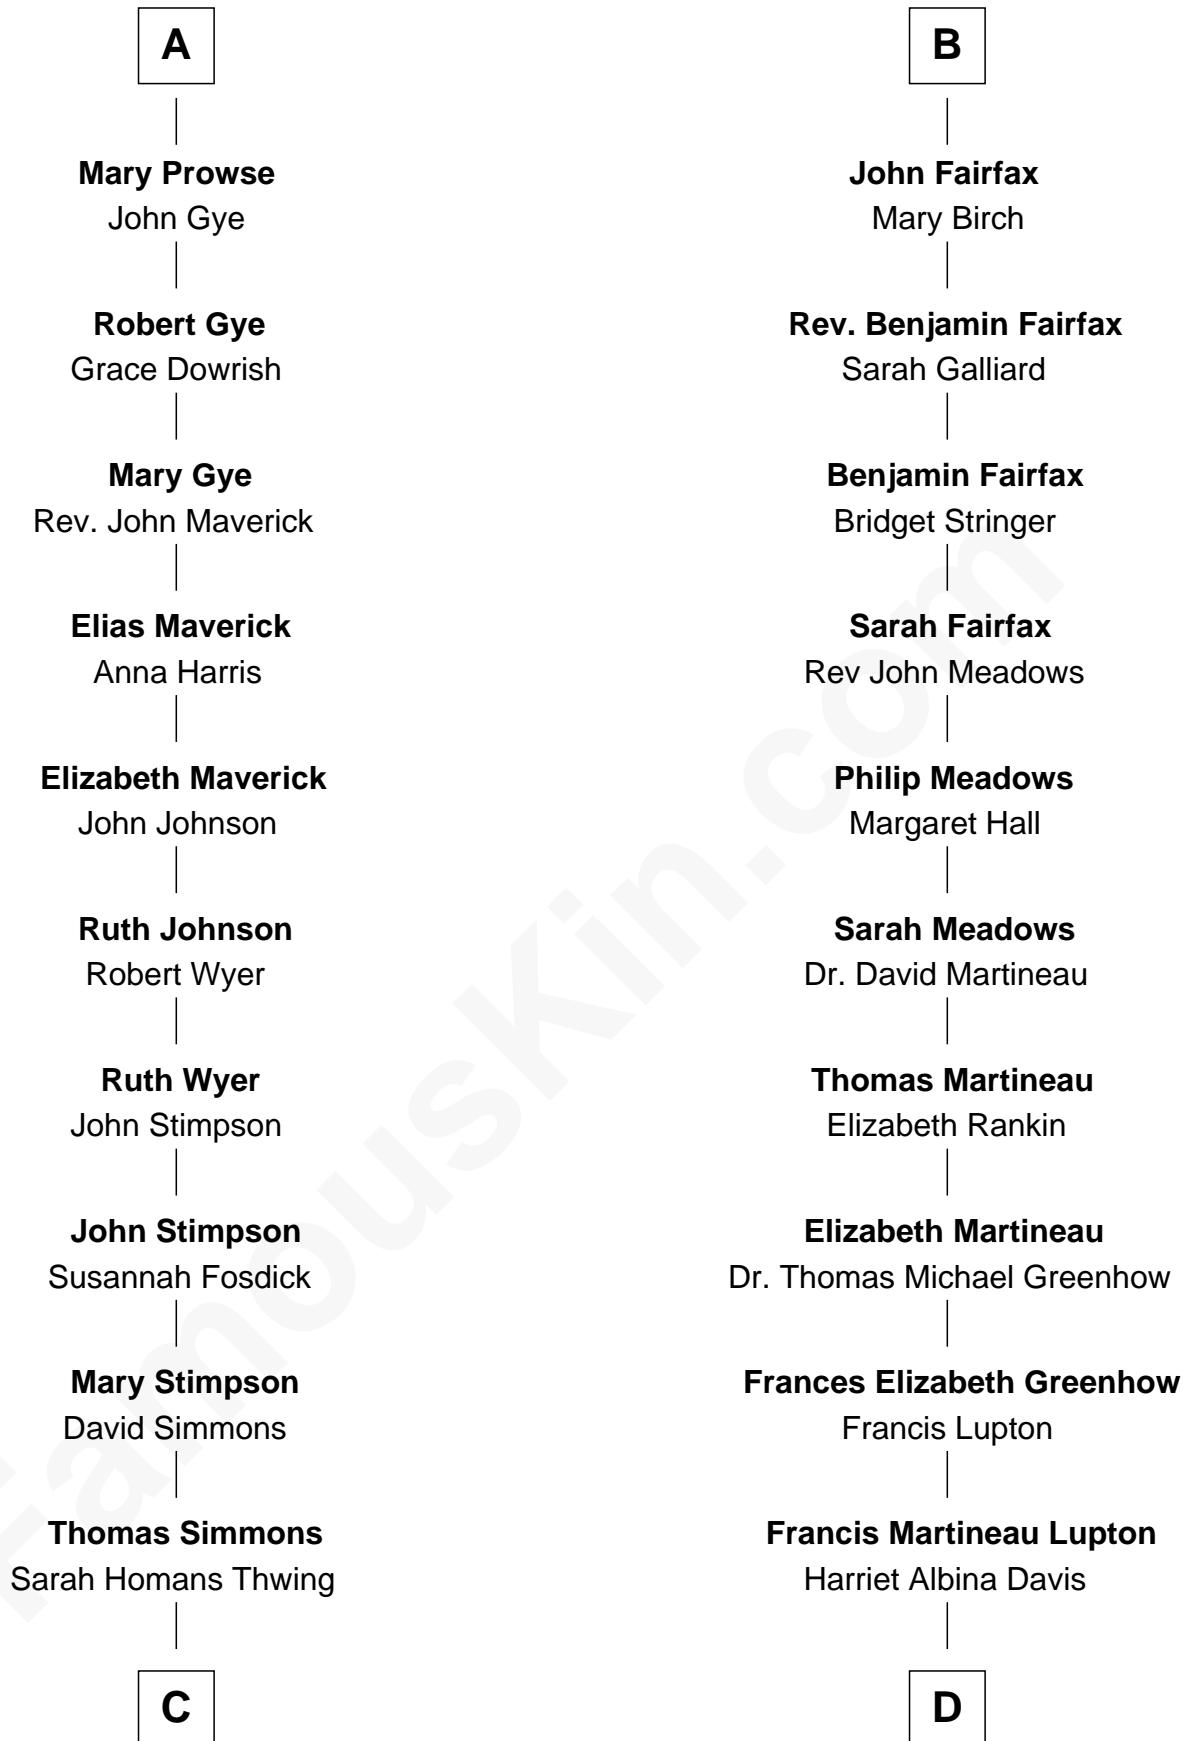 A
Mary Prowse
John Gye
Robert Gye
Grace Dowrish
Mary Gye
Rev. John Maverick
Elias Maverick
Anna Harris
Elizabeth Maverick
John Johnson
Ruth Johnson
Robert Wyer
Ruth Wyer
John Stimpson
John Stimpson
Susannah Fosdick
Mary Stimpson
David Simmons
Thomas Simmons
Sarah Homans Thwing
C
B
John Fairfax
Mary Birch
Rev. Benjamin Fairfax
Sarah Galliard
Benjamin Fairfax
Bridget Stringer
Sarah Fairfax
Rev John Meadows
Philip Meadows
Margaret Hall
Sarah Meadows
Dr. David Martineau
Thomas Martineau
Elizabeth Rankin
Elizabeth Martineau
Dr. Thomas Michael Greenhow
Frances Elizabeth Greenhow
Francis Lupton
Francis Martineau Lupton
Harriet Albina Davis
D
FamousKin.com